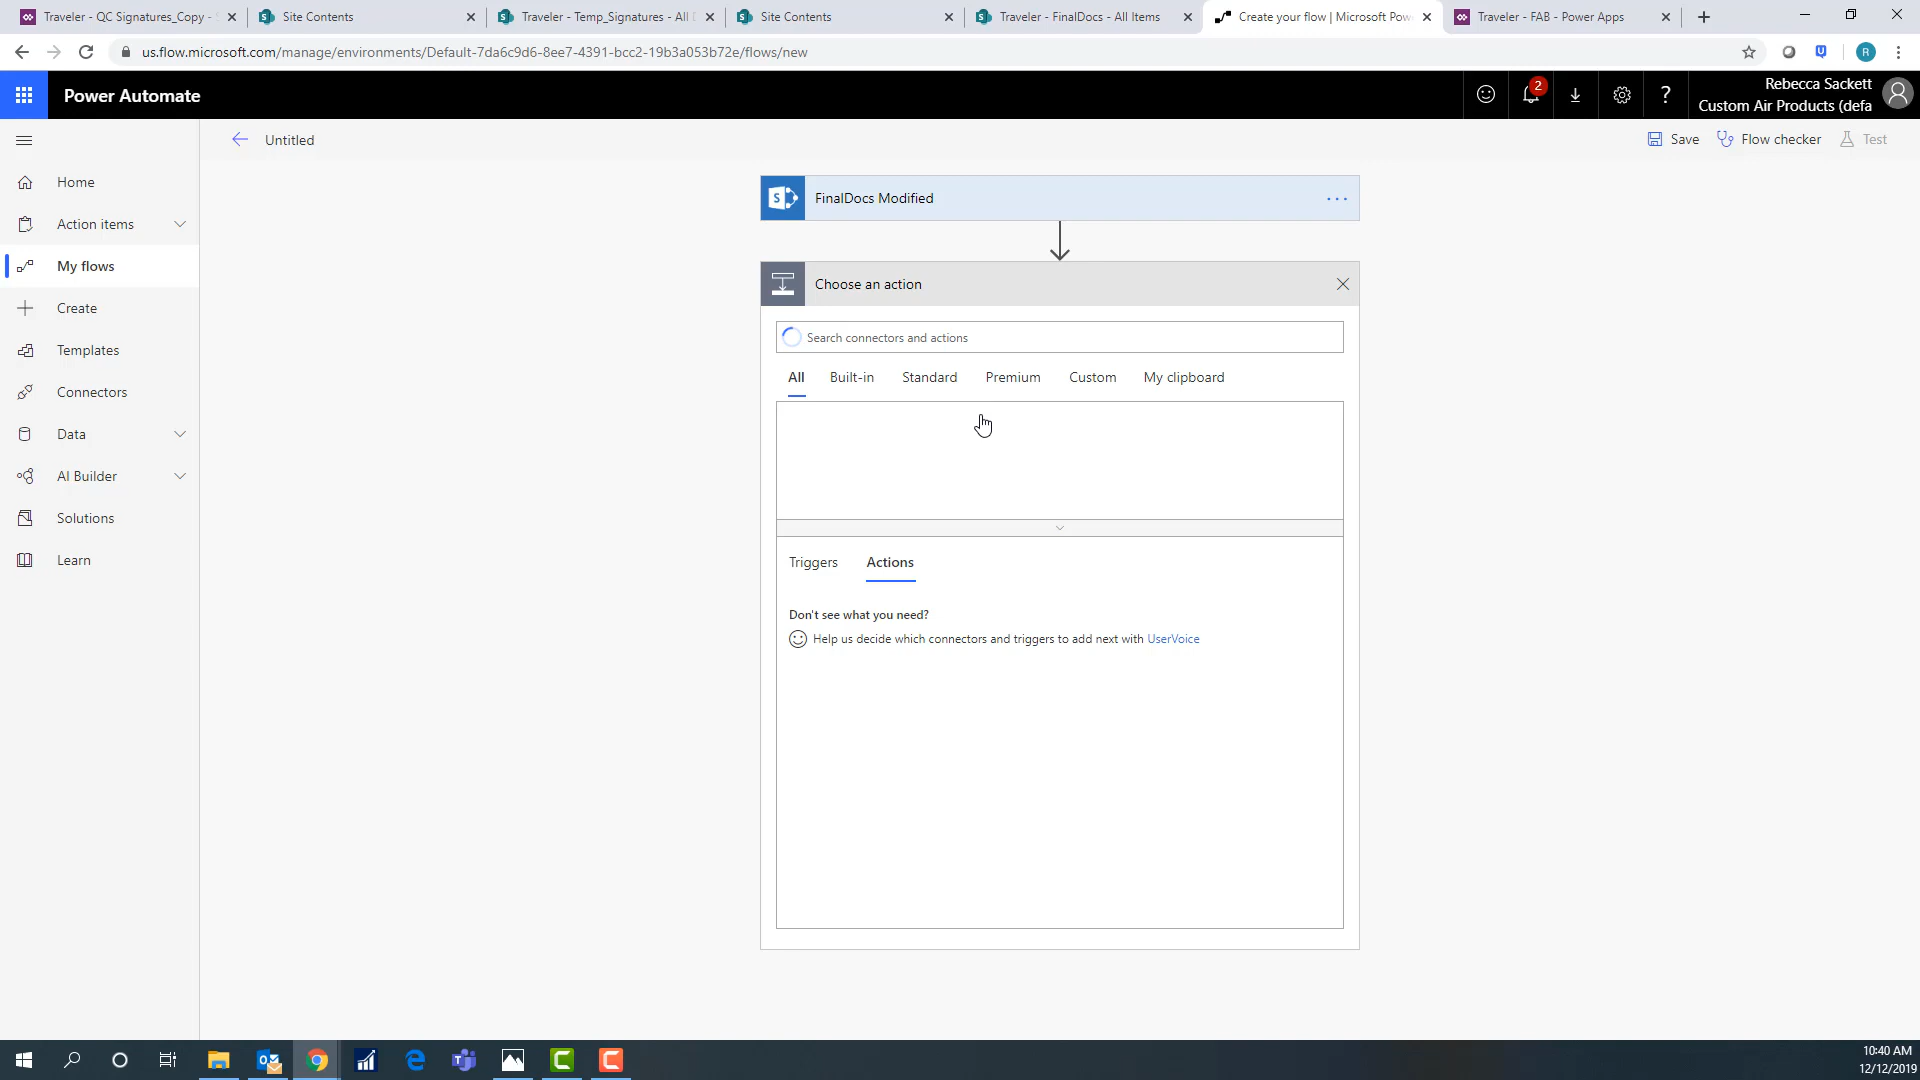 Traveler - QC Signatures_Copy -
Site Contents
Traveler - Temp_Signatures - All
Site Contents
Traveler - FinalDocs - All Items
Create your flow | Microsoft Pow
Traveler - FAB - Power Apps
us.flow.microsoft.com/manage/environments/Default-7da6c9d6-8ee7-4391-bcc2-19b3a053b72e/flows/new
R
Power Automate
2
?
Rebecca Sackett
Custom Air Products (defa
Untitled
Save
Flow checker
Test
Home
Action items
My flows
Create
Templates
Connectors
Data
AI Builder
Solutions
Learn
FinalDocs Modified
...
Choose an action
Search connectors and actions
All
Built-in
Standard
Premium
Custom
My clipboard
Triggers
Actions
Don't see what you need?
Help us decide which connectors and triggers to add next with UserVoice
10:40 AM
12/12/2019